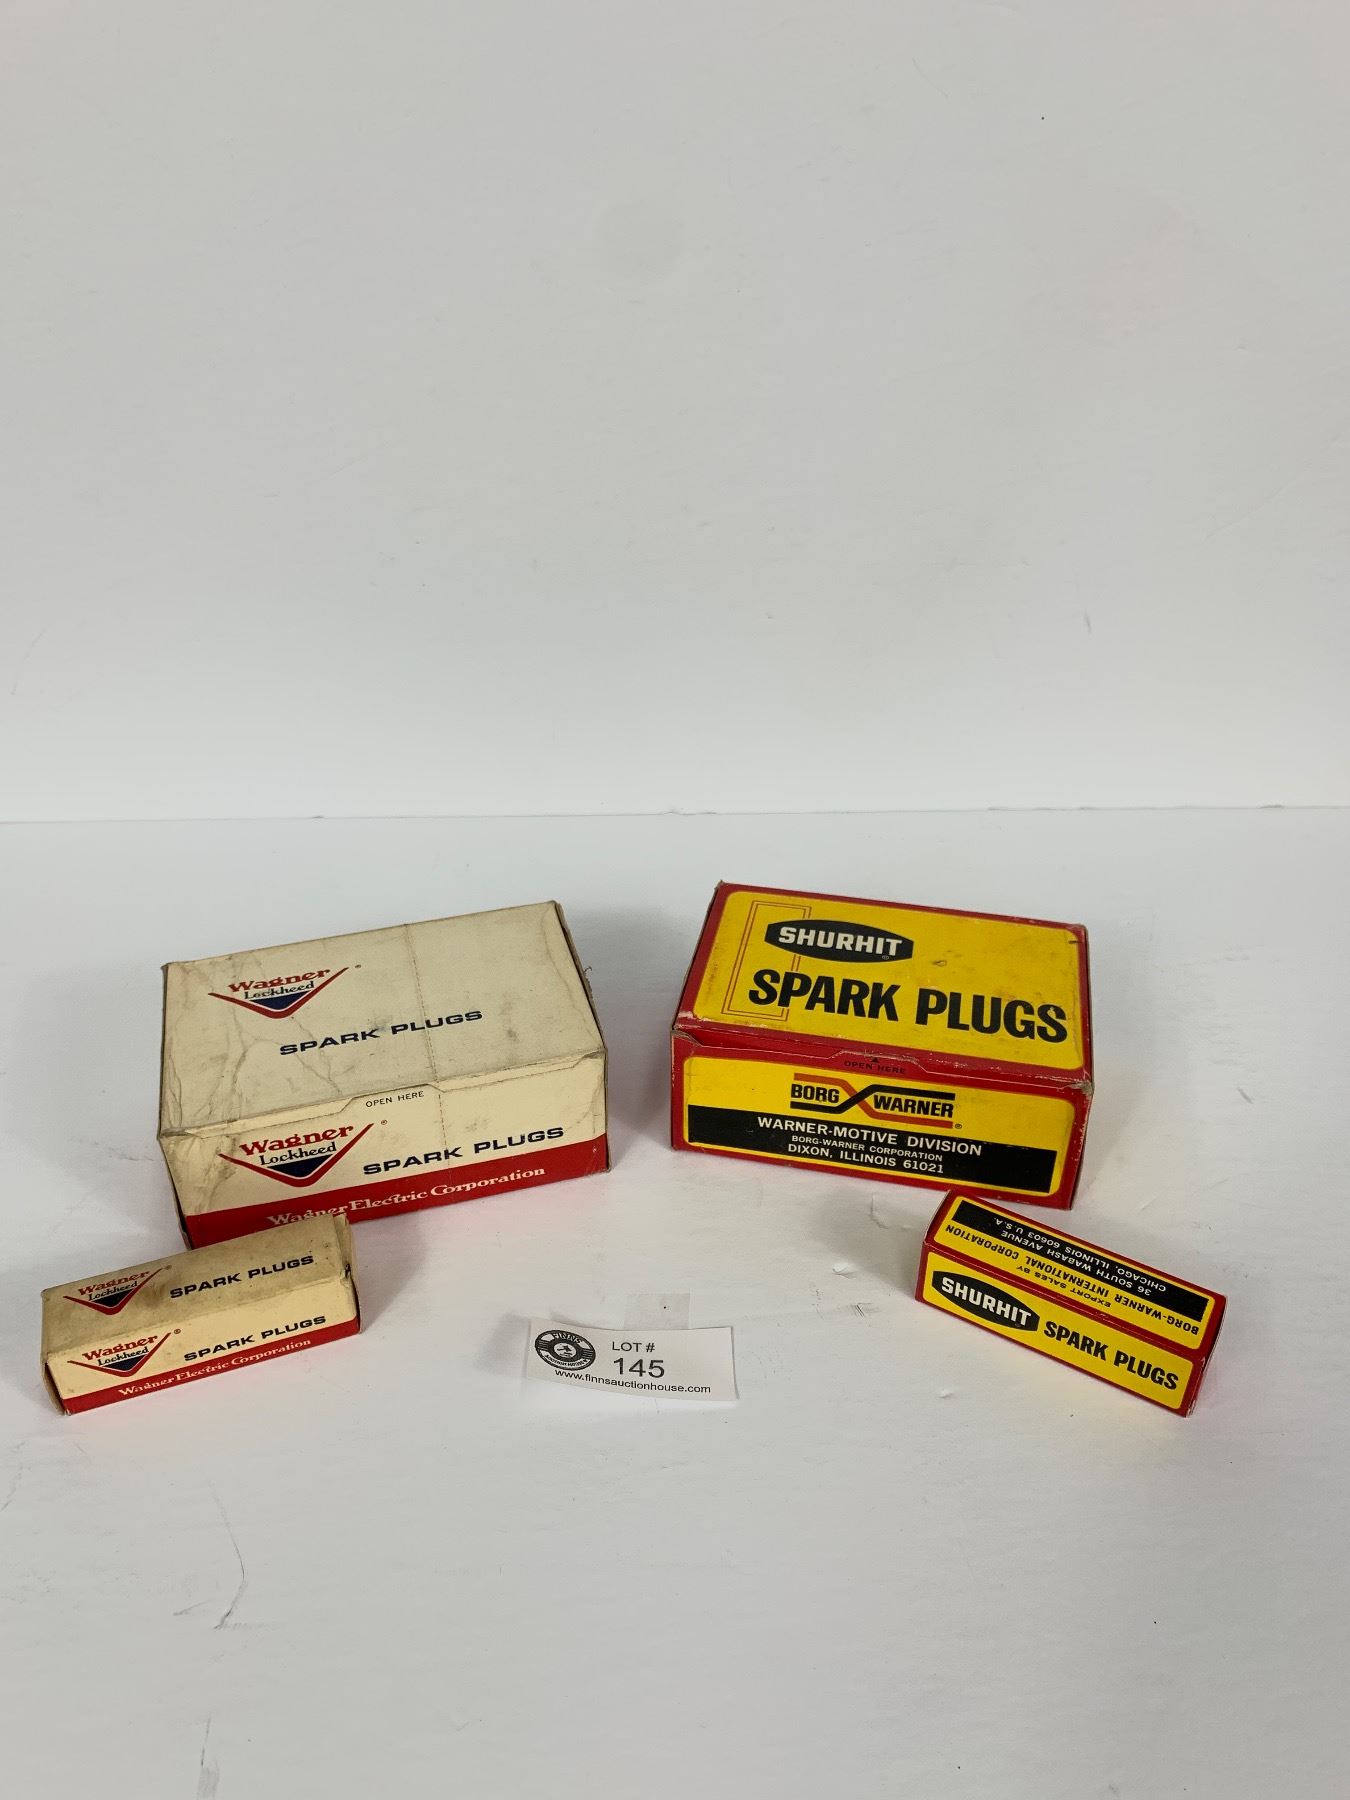 Wagner®
Lockheed
SPARK PLUGS
OPEN HERE
Wagner®
Lockheed
SPARK PLUGS
Wagner Electric Corporation
SHURHIT®
SPARK PLUGS
OPEN HERE
BORG WARNER®
WARNER-MOTIVE DIVISION
BORG-WARNER CORPORATION
DIXON, ILLINOIS 61021
Wagner®
Lockheed
SPARK PLUGS
Wagner®
Lockheed
SPARK PLUGS
Wagner Electric Corporation
FINNS
AUCTION HOUSE
LOT #
145
www.finnsauctionhouse.com
EXPORT SALES BY
BORG-WARNER INTERNATIONAL CORPORATION
36 SOUTH WABASH AVENUE
CHICAGO, ILLINOIS 60603 U.S.A.
SHURHIT
SPARK PLUGS